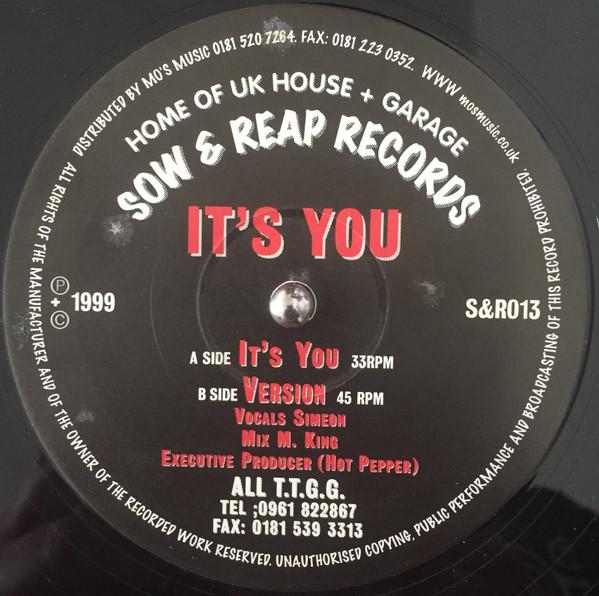 DISTRIBUTED BY MO'S MUSIC 0181 520 7264. FAX: 0181 223 0352. WWW mosmusic.co.uk
HOME OF UK HOUSE + GARAGE
SOW & REAP RECORDS
IT'S YOU
Ⓟ
+ 1999
©
S&R013
A SIDE IT'S YOU 33RPM
B SIDE VERSION 45 RPM
VOCALS SIMEON
MIX M. KING
EXECUTIVE PRODUCER (HOT PEPPER)
ALL T.T.G.G.
TEL ;0961 822867
FAX: 0181 539 3313
ALL RIGHTS OF THE MANUFACTURER AND OF THE OWNER OF THE RECORDED WORK RESERVED. UNAUTHORISED COPYING, PUBLIC PERFORMANCE AND BROADCASTING OF THIS RECORD PROHIBITED.